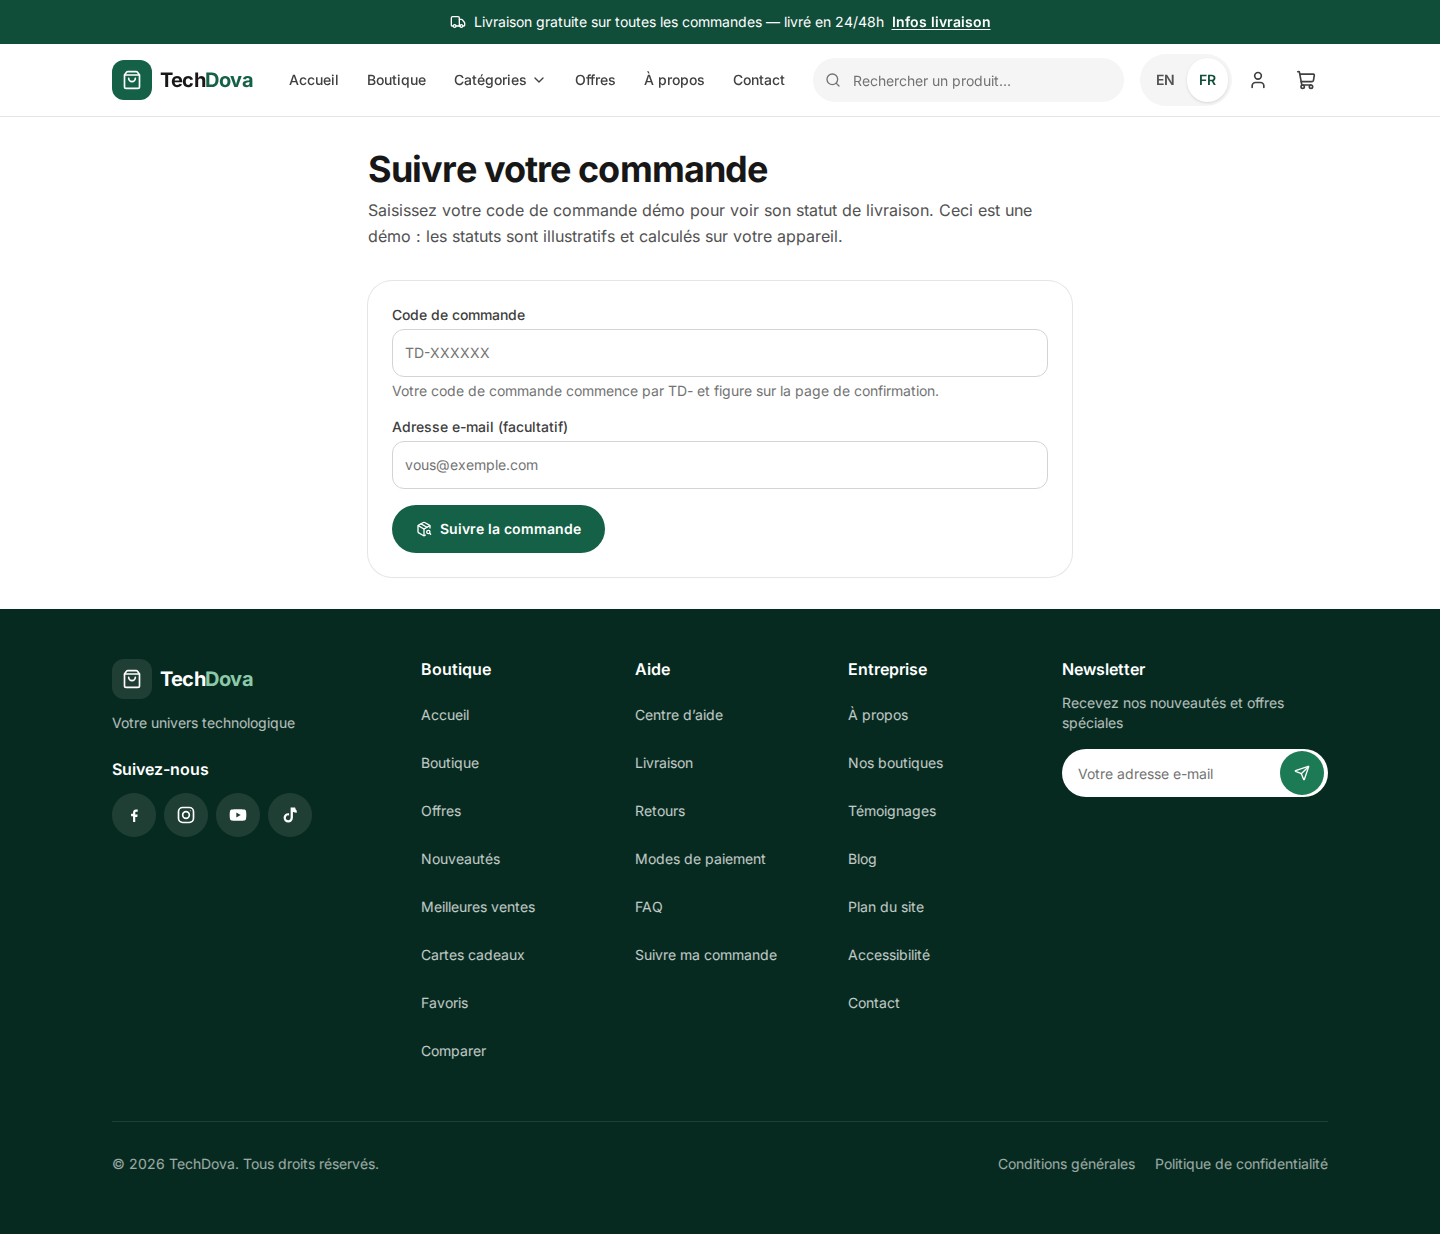 Livraison gratuite sur toutes les commandes — livré en 24/48h Infos livraison
TechDova
Accueil
Boutique
Catégories
Offres
À propos
Contact
Rechercher un produit...
EN
FR
Suivre votre commande
Saisissez votre code de commande démo pour voir son statut de livraison. Ceci est une
démo : les statuts sont illustratifs et calculés sur votre appareil.
Code de commande
TD-XXXXXX
Votre code de commande commence par TD- et figure sur la page de confirmation.
Adresse e-mail (facultatif)
vous@exemple.com
Suivre la commande
TechDova
Votre univers technologique
Suivez-nous
Boutique
Accueil
Boutique
Offres
Nouveautés
Meilleures ventes
Cartes cadeaux
Favoris
Comparer
Aide
Centre d’aide
Livraison
Retours
Modes de paiement
FAQ
Suivre ma commande
Entreprise
À propos
Nos boutiques
Témoignages
Blog
Plan du site
Accessibilité
Contact
Newsletter
Recevez nos nouveautés et offres
spéciales
Votre adresse e-mail
© 2026 TechDova. Tous droits réservés.
Conditions générales
Politique de confidentialité